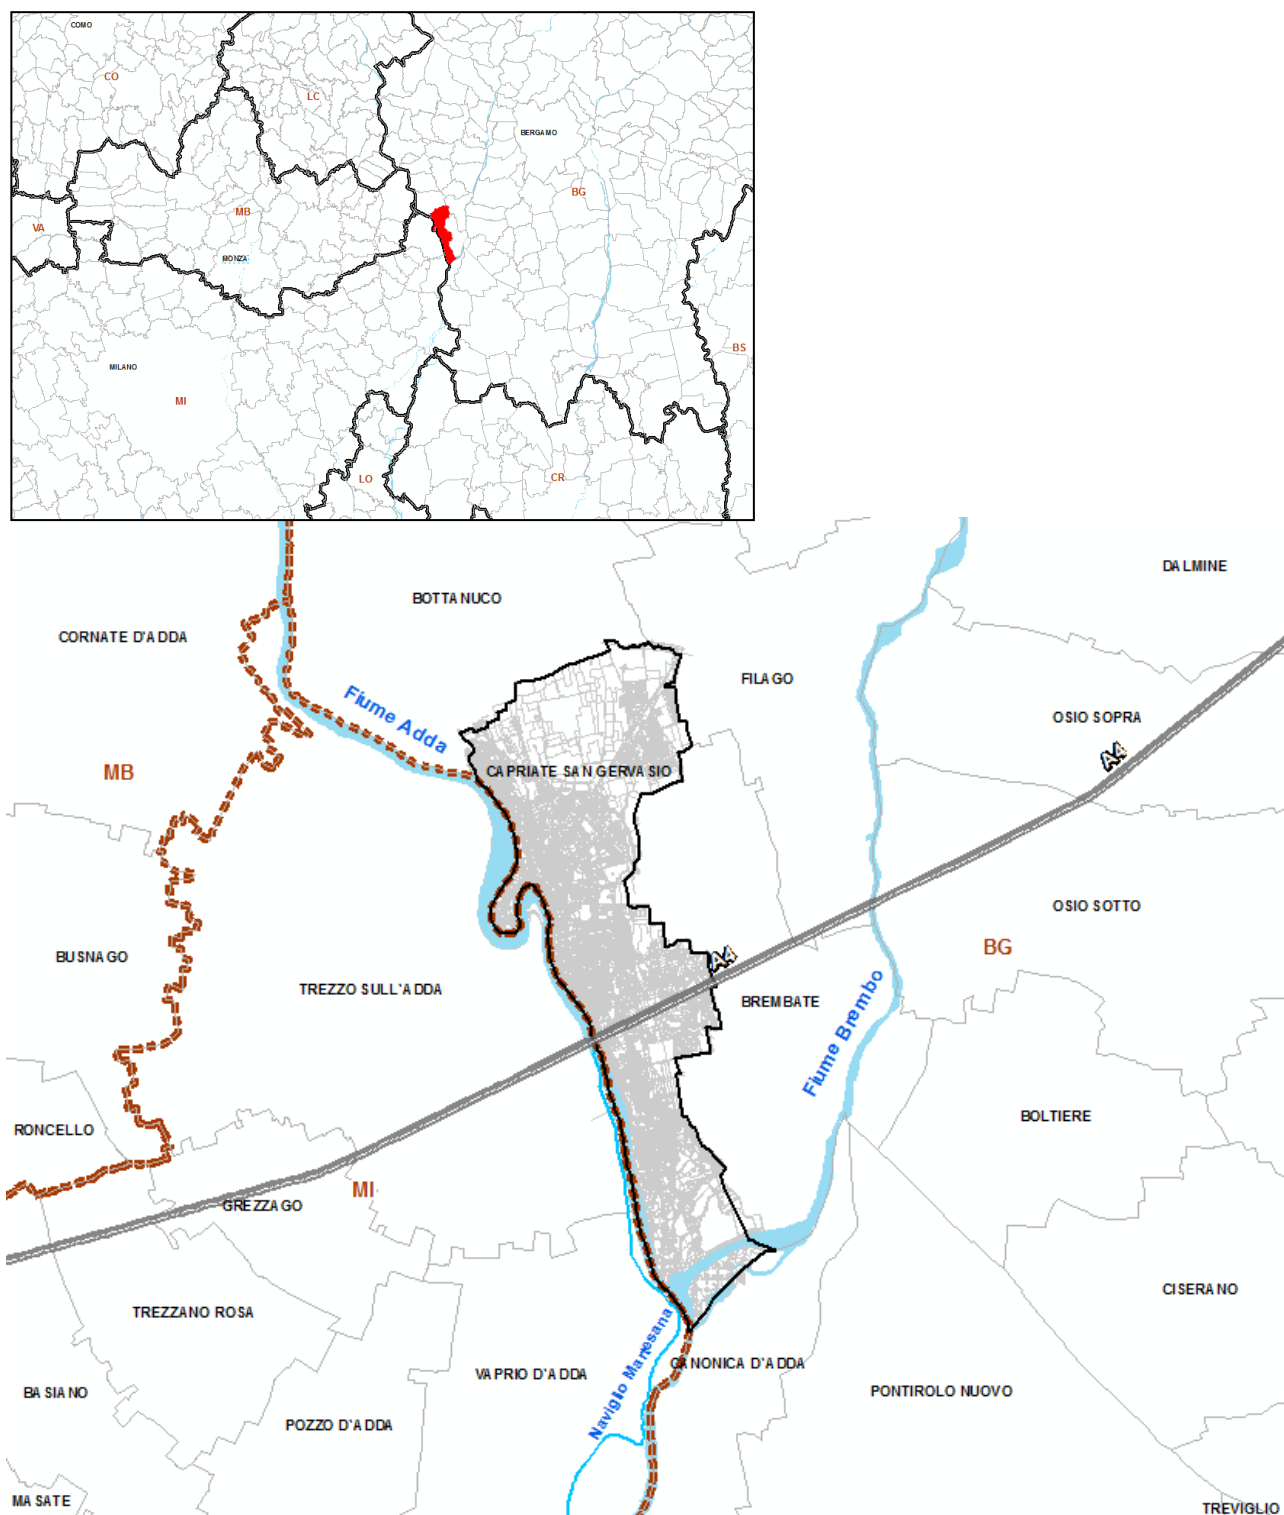 COMO
CO
LC
BERGAMO
BG
MB
VA
MONZA
BS
MILANO
MI
LO
CR
DALMINE
BOTTANUCO
CORNATE D'ADDA
FILAGO
Fiume Adda
OSIO SOPRA
A4
MB
CAPRIATE SAN GERVASIO
OSIO SOTTO
BG
BUSNAGO
A4
TREZZO SULL'ADDA
BREMBATE
Fiume Brembo
BOLTIERE
RONCELLO
MI
GREZZAGO
CISERANO
TREZZANO ROSA
Naviglio Martesana
CANONICA D'ADDA
VAPRIO D'ADDA
PONTIROLO NUOVO
BASIANO
POZZO D'ADDA
MASATE
TREVIGLIO